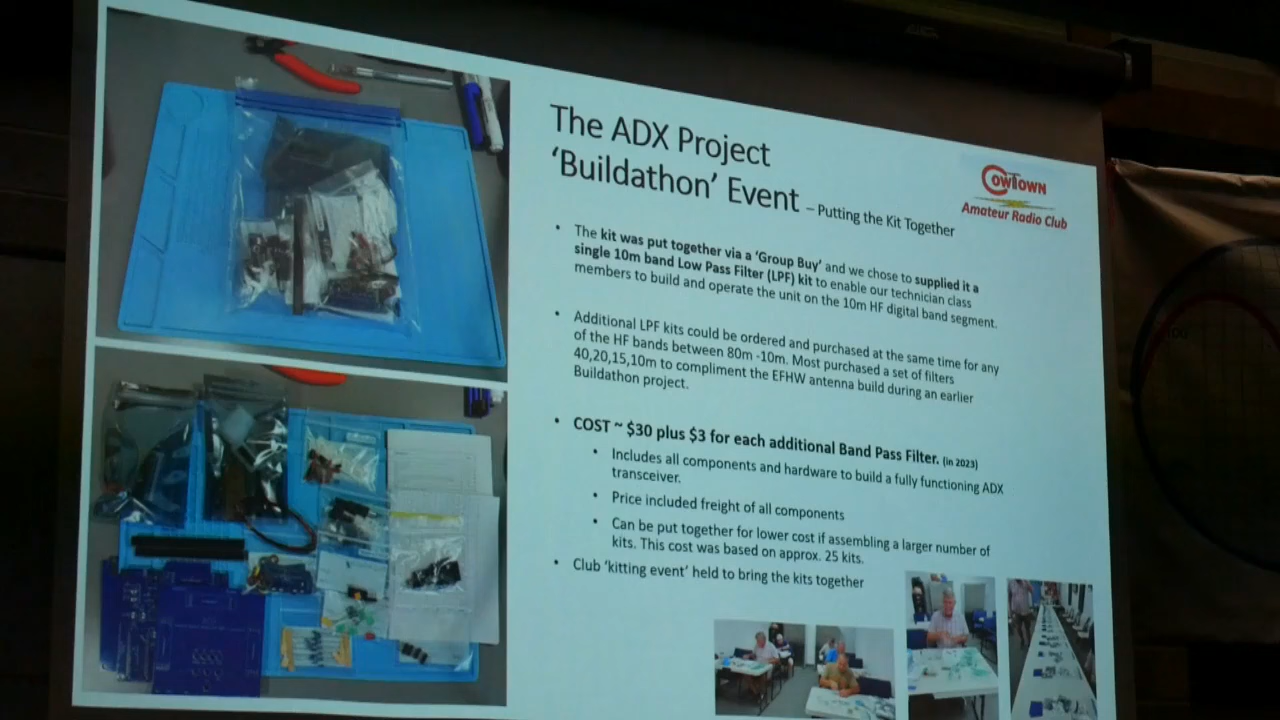 The ADX Project
'Buildathon' Event – Putting the Kit Together
CowTown
Amateur Radio Club
• The kit was put together via a 'Group Buy' and we chose to supplied it a
single 10m band Low Pass Filter (LPF) kit to enable our technician class
members to build and operate the unit on the 10m HF digital band segment.
• Additional LPF kits could be ordered and purchased at the same time for any
of the HF bands between 80m -10m. Most purchased a set of filters
40,20,15,10m to compliment the EFHW antenna build during an earlier
Buildathon project.
• COST ~ $30 plus $3 for each additional Band Pass Filter. (in 2023)
• Includes all components and hardware to build a fully functioning ADX
transceiver.
• Price included freight of all components
• Can be put together for lower cost if assembling a larger number of
kits. This cost was based on approx. 25 kits.
• Club 'kitting event' held to bring the kits together